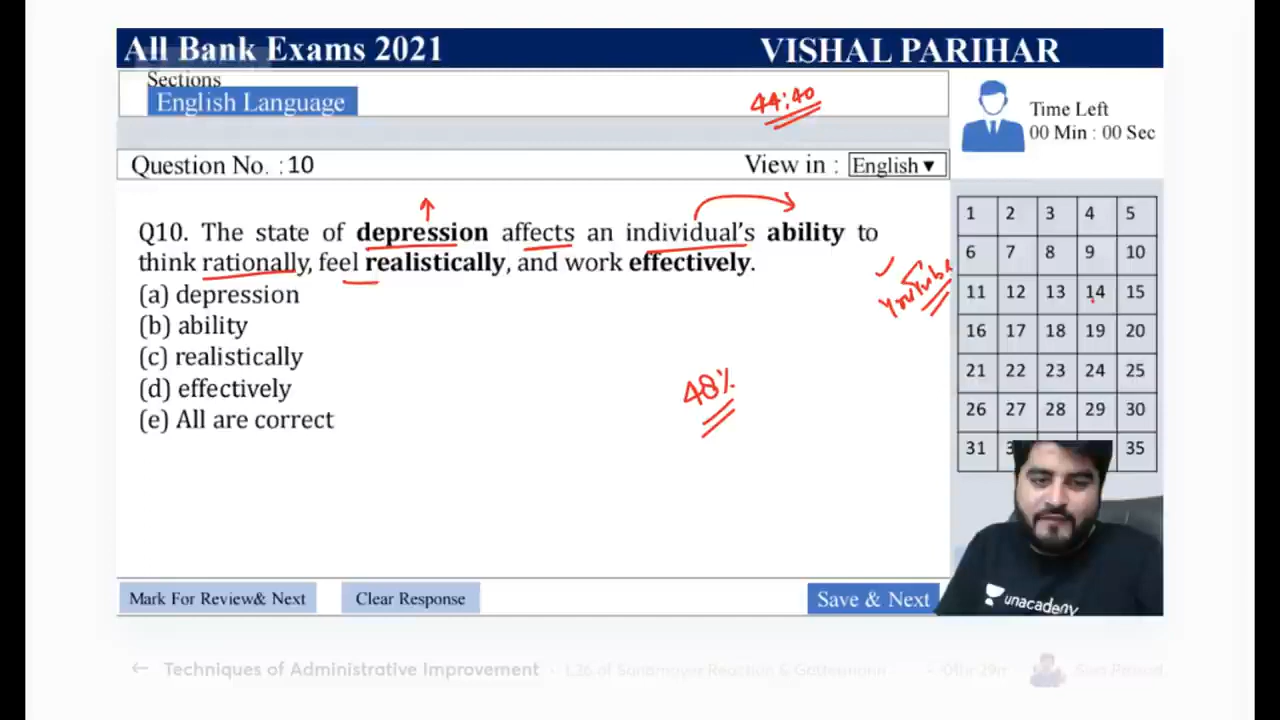 All Bank Exams 2021
VISHAL PARIHAR
Sections
English Language
44:40
Time Left
00 Min : 00 Sec
Question No. : 10
View in : English ▼
Q10. The state of depression affects an individual's ability to
think rationally, feel realistically, and work effectively.
(a) depression
(b) ability
(c) realistically
(d) effectively
(e) All are correct
YouTube
48%
1 2 3 4 5
6 7 8 9 10
11 12 13 14 15
16 17 18 19 20
21 22 23 24 25
26 27 28 29 30
31 35
unacademy
Mark For Review& Next
Clear Response
Save & Next
← Techniques of Administrative Improvement